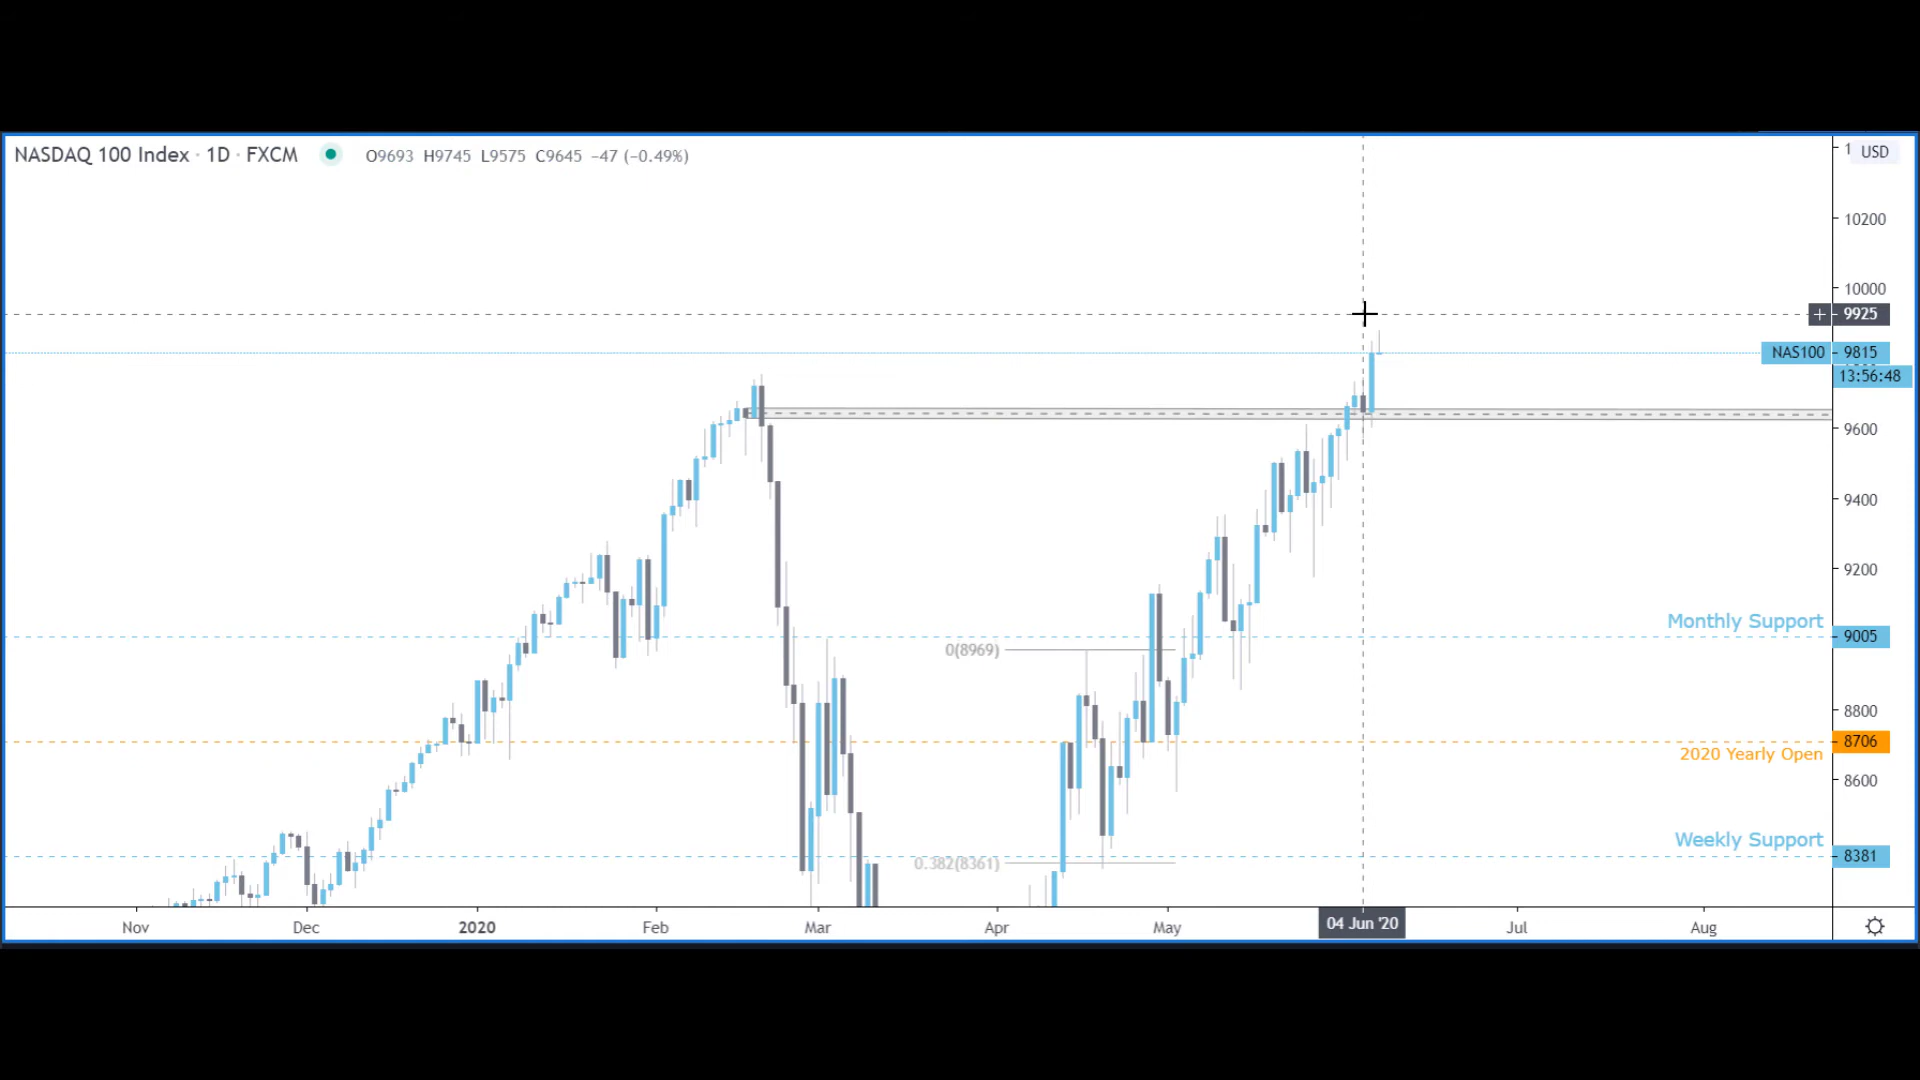 NASDAQ 100 Index · 1D · FXCM O9693 H9745 L9575 C9645 −47 (−0.49%)
USD
10200
10000
9925
NAS100 9815
13:56:48
9600
9400
9200
Monthly Support
9005
0(8969)
8800
8706
2020 Yearly Open
8600
Weekly Support
8381
0.382(8361)
Nov Dec 2020 Feb Mar Apr May 04 Jun '20 Jul Aug